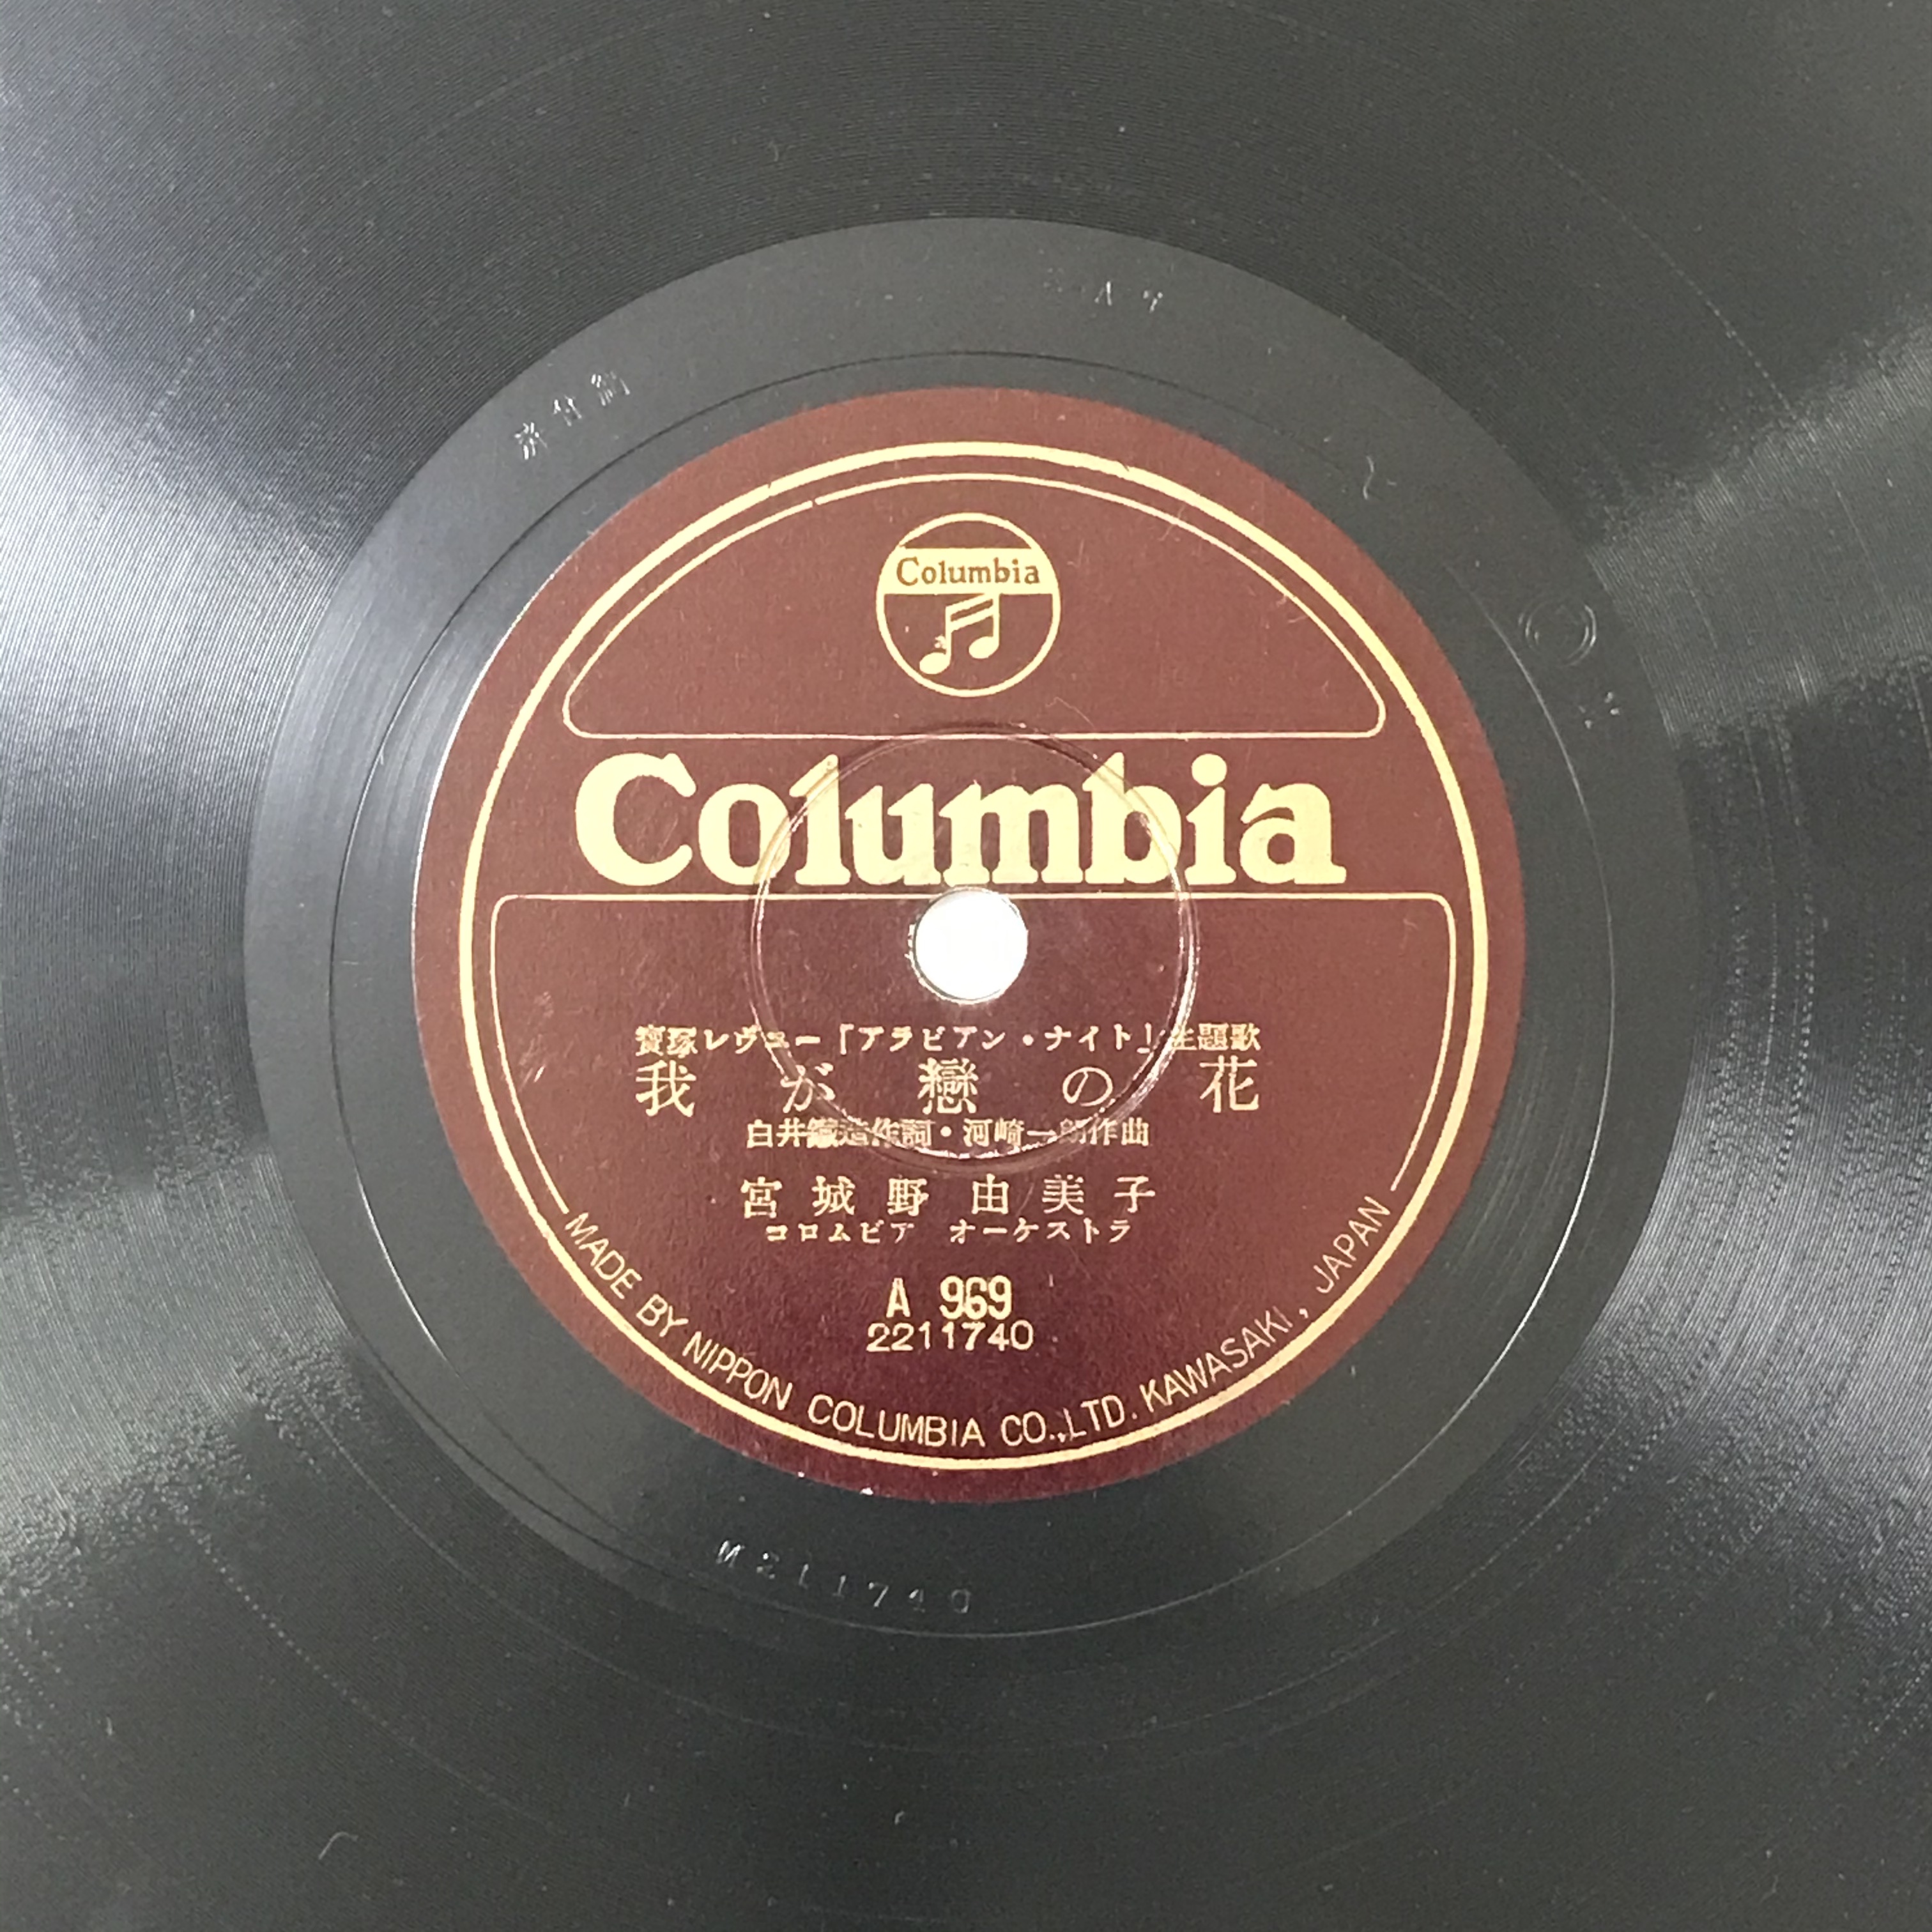 Columbia
Columbia
寶塚レヴユー「アラビアン・ナイト」主題歌
我が戀の花
白井鐵造作詞・河崎一朗作曲
宮城野由美子
コロムビア オーケストラ
A 969
2211740
MADE BY NIPPON COLUMBIA CO.,LTD. KAWASAKI, JAPAN
M211740